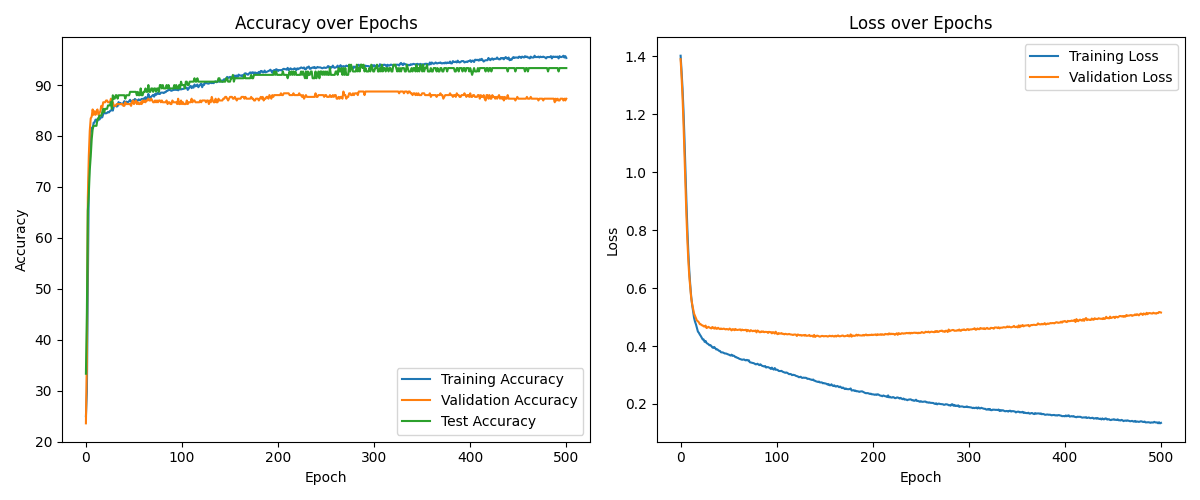 Accuracy over Epochs
Accuracy
90
80
70
60
50
40
30
20
0 100 200 300 400 500
Epoch
Training Accuracy
Validation Accuracy
Test Accuracy
Loss over Epochs
Loss
1.4
1.2
1.0
0.8
0.6
0.4
0.2
0 100 200 300 400 500
Epoch
Training Loss
Validation Loss